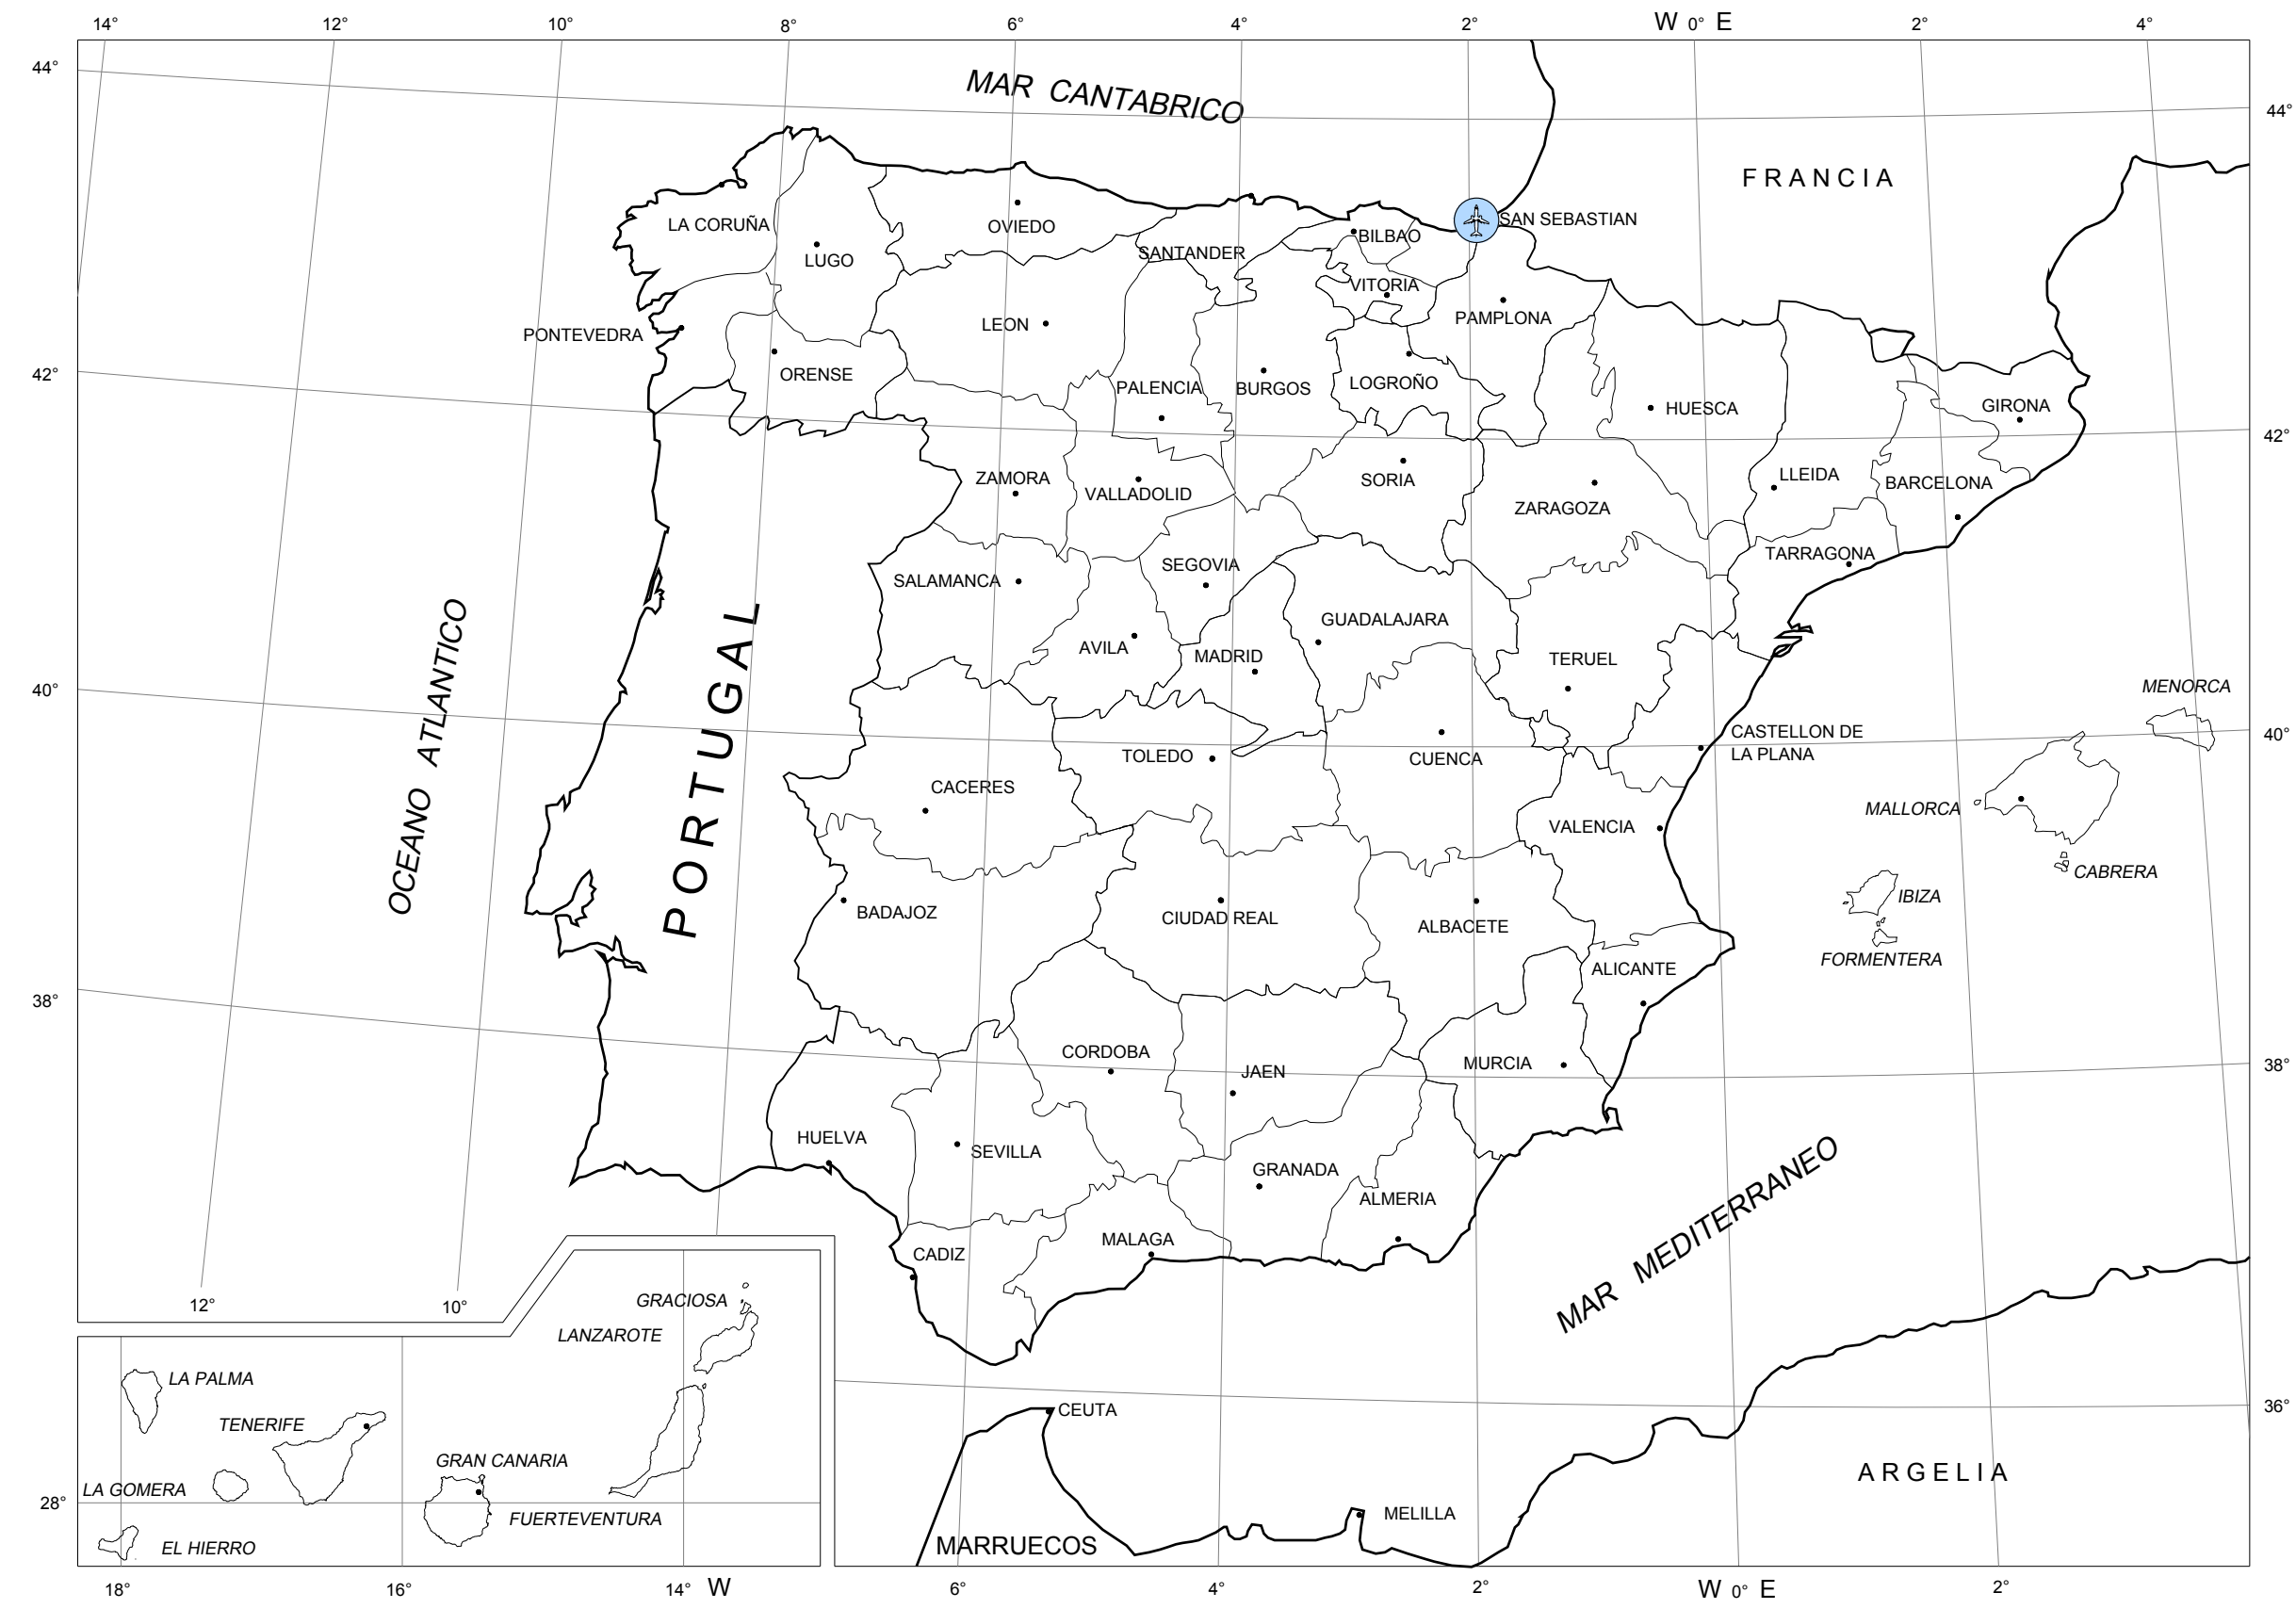 14° 12° 10° 8° 6° 4° 2° W 0° E 2° 4°
44°
MAR CANTABRICO
44°
FRANCIA
SAN SEBASTIAN
LA CORUÑA
OVIEDO
BILBAO
SANTANDER
LUGO
VITORIA
PAMPLONA
LEON
PONTEVEDRA
42°
ORENSE
LOGROÑO
PALENCIA
BURGOS
GIRONA
HUESCA
42°
LLEIDA
ZAMORA
SORIA
BARCELONA
VALLADOLID
ZARAGOZA
TARRAGONA
SEGOVIA
SALAMANCA
GUADALAJARA
AVILA
MADRID
TERUEL
OCEANO ATLANTICO
PORTUGAL
MENORCA
40°
CASTELLON DE
LA PLANA
40°
TOLEDO
CUENCA
CACERES
MALLORCA
VALENCIA
CABRERA
IBIZA
BADAJOZ
CIUDAD REAL
ALBACETE
FORMENTERA
ALICANTE
38°
CORDOBA
MURCIA
38°
JAEN
HUELVA
SEVILLA
GRANADA
ALMERIA
MAR MEDITERRANEO
MALAGA
CADIZ
12° 10°
GRACIOSA
LANZAROTE
LA PALMA
TENERIFE
CEUTA
36°
GRAN CANARIA
ARGELIA
LA GOMERA
28°
MELILLA
FUERTEVENTURA
MARRUECOS
EL HIERRO
18° 16° 14° W 6° 4° 2° W 0° E 2°